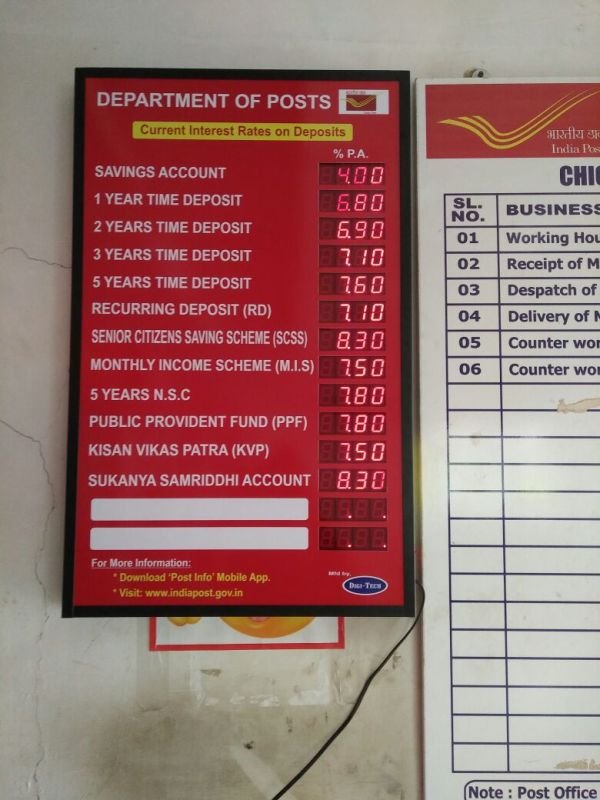 DEPARTMENT OF POSTS
Current Interest Rates on Deposits
% P.A.
SAVINGS ACCOUNT 4.00
1 YEAR TIME DEPOSIT 6.80
2 YEARS TIME DEPOSIT 6.90
3 YEARS TIME DEPOSIT 7.10
5 YEARS TIME DEPOSIT 7.60
RECURRING DEPOSIT (RD) 7.10
SENIOR CITIZENS SAVING SCHEME (SCSS) 8.30
MONTHLY INCOME SCHEME (M.I.S) 7.50
5 YEARS N.S.C 7.80
PUBLIC PROVIDENT FUND (PPF) 7.80
KISAN VIKAS PATRA (KVP) 7.50
SUKANYA SAMRIDDHI ACCOUNT 8.30
For More Information:
* Download 'Post Info' Mobile App.
* Visit: www.indiapost.gov.in
Mfd by.
DIGI-TECH
भारतीय
India Pos
CHIC
SL. NO. BUSINESS
01 Working Hou
02 Receipt of M
03 Despatch of
04 Delivery of
05 Counter wor
06 Counter wor
Note : Post Office